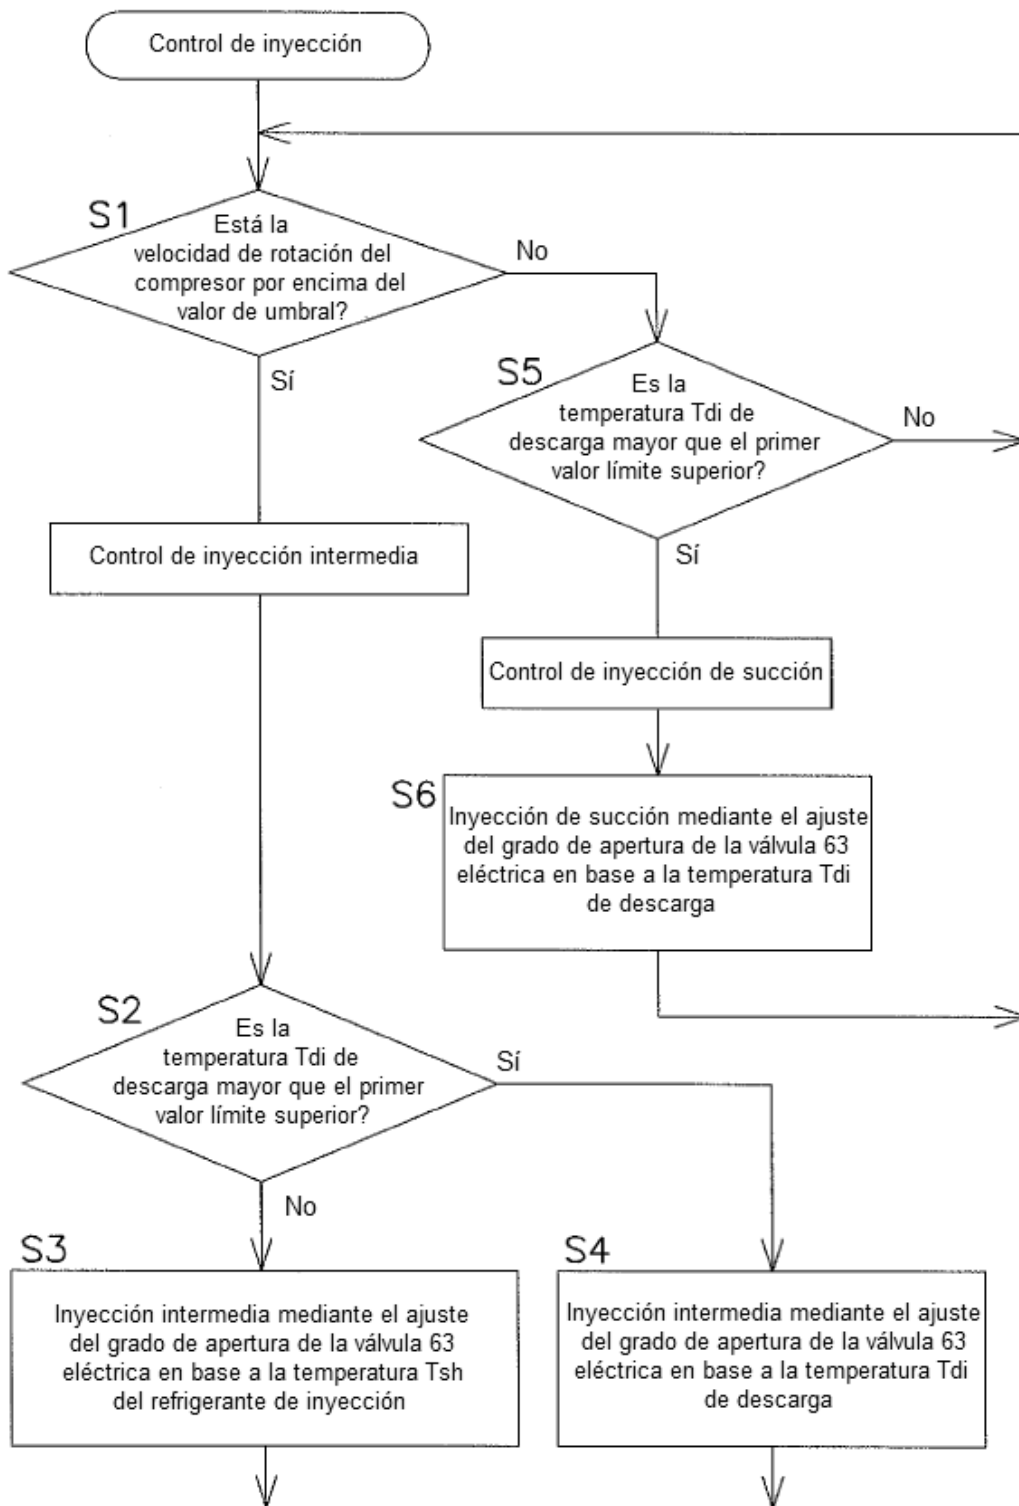 Control de inyección
S1
Está la
velocidad de rotación del
compresor por encima del
valor de umbral?
No
Sí
S5
Es la
temperatura Tdi de
descarga mayor que el primer
valor límite superior?
No
Sí
Control de inyección intermedia
Control de inyección de succión
S6
Inyección de succión mediante el ajuste
del grado de apertura de la válvula 63
eléctrica en base a la temperatura Tdi
de descarga
S2
Es la
temperatura Tdi de
descarga mayor que el primer
valor límite superior?
Sí
No
S3
Inyección intermedia mediante el ajuste
del grado de apertura de la válvula 63
eléctrica en base a la temperatura Tsh
del refrigerante de inyección
S4
Inyección intermedia mediante el ajuste
del grado de apertura de la válvula 63
eléctrica en base a la temperatura Tdi
de descarga